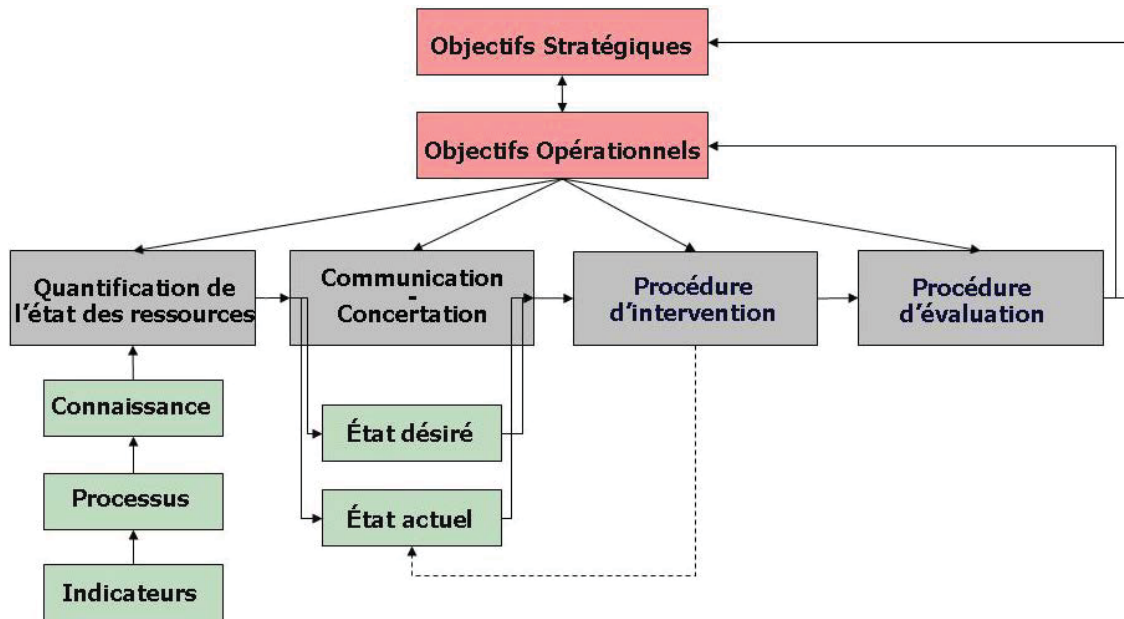 Objectifs Stratégiques
Objectifs Opérationnels
Quantification de
l'état des ressources
Communication
-
Concertation
Procédure
d'intervention
Procédure
d'évaluation
Connaissance
État désiré
Processus
État actuel
Indicateurs